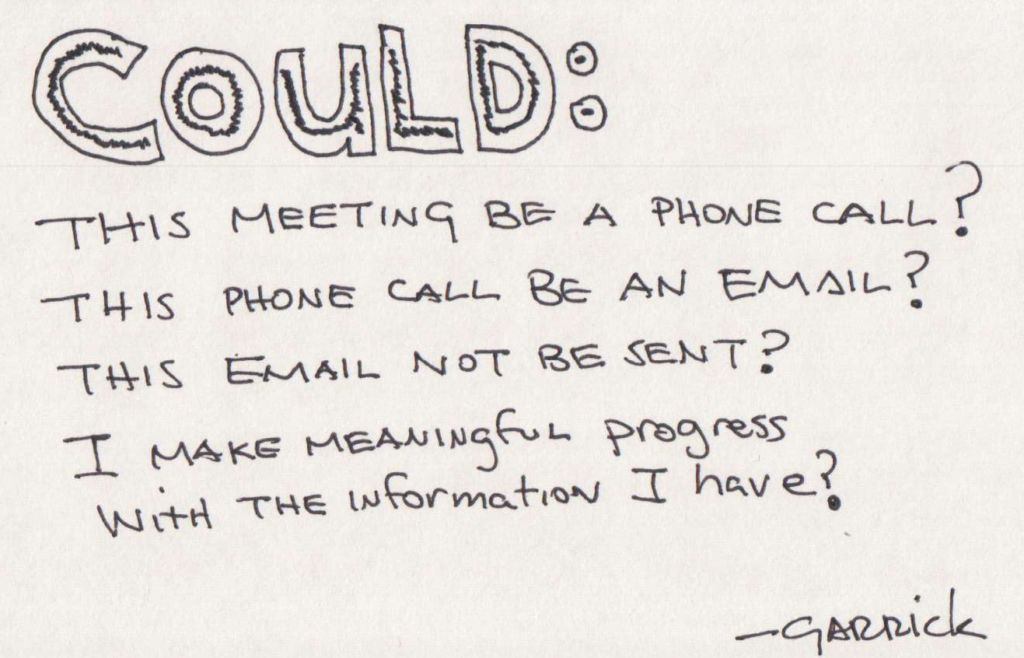 COULD:
THIS MEETING BE A PHONE CALL?
THIS PHONE CALL BE AN EMAIL?
THIS EMAIL NOT BE SENT?
I MAKE MEANINGfUL progress
WITH THE information I have?
—GARRICK